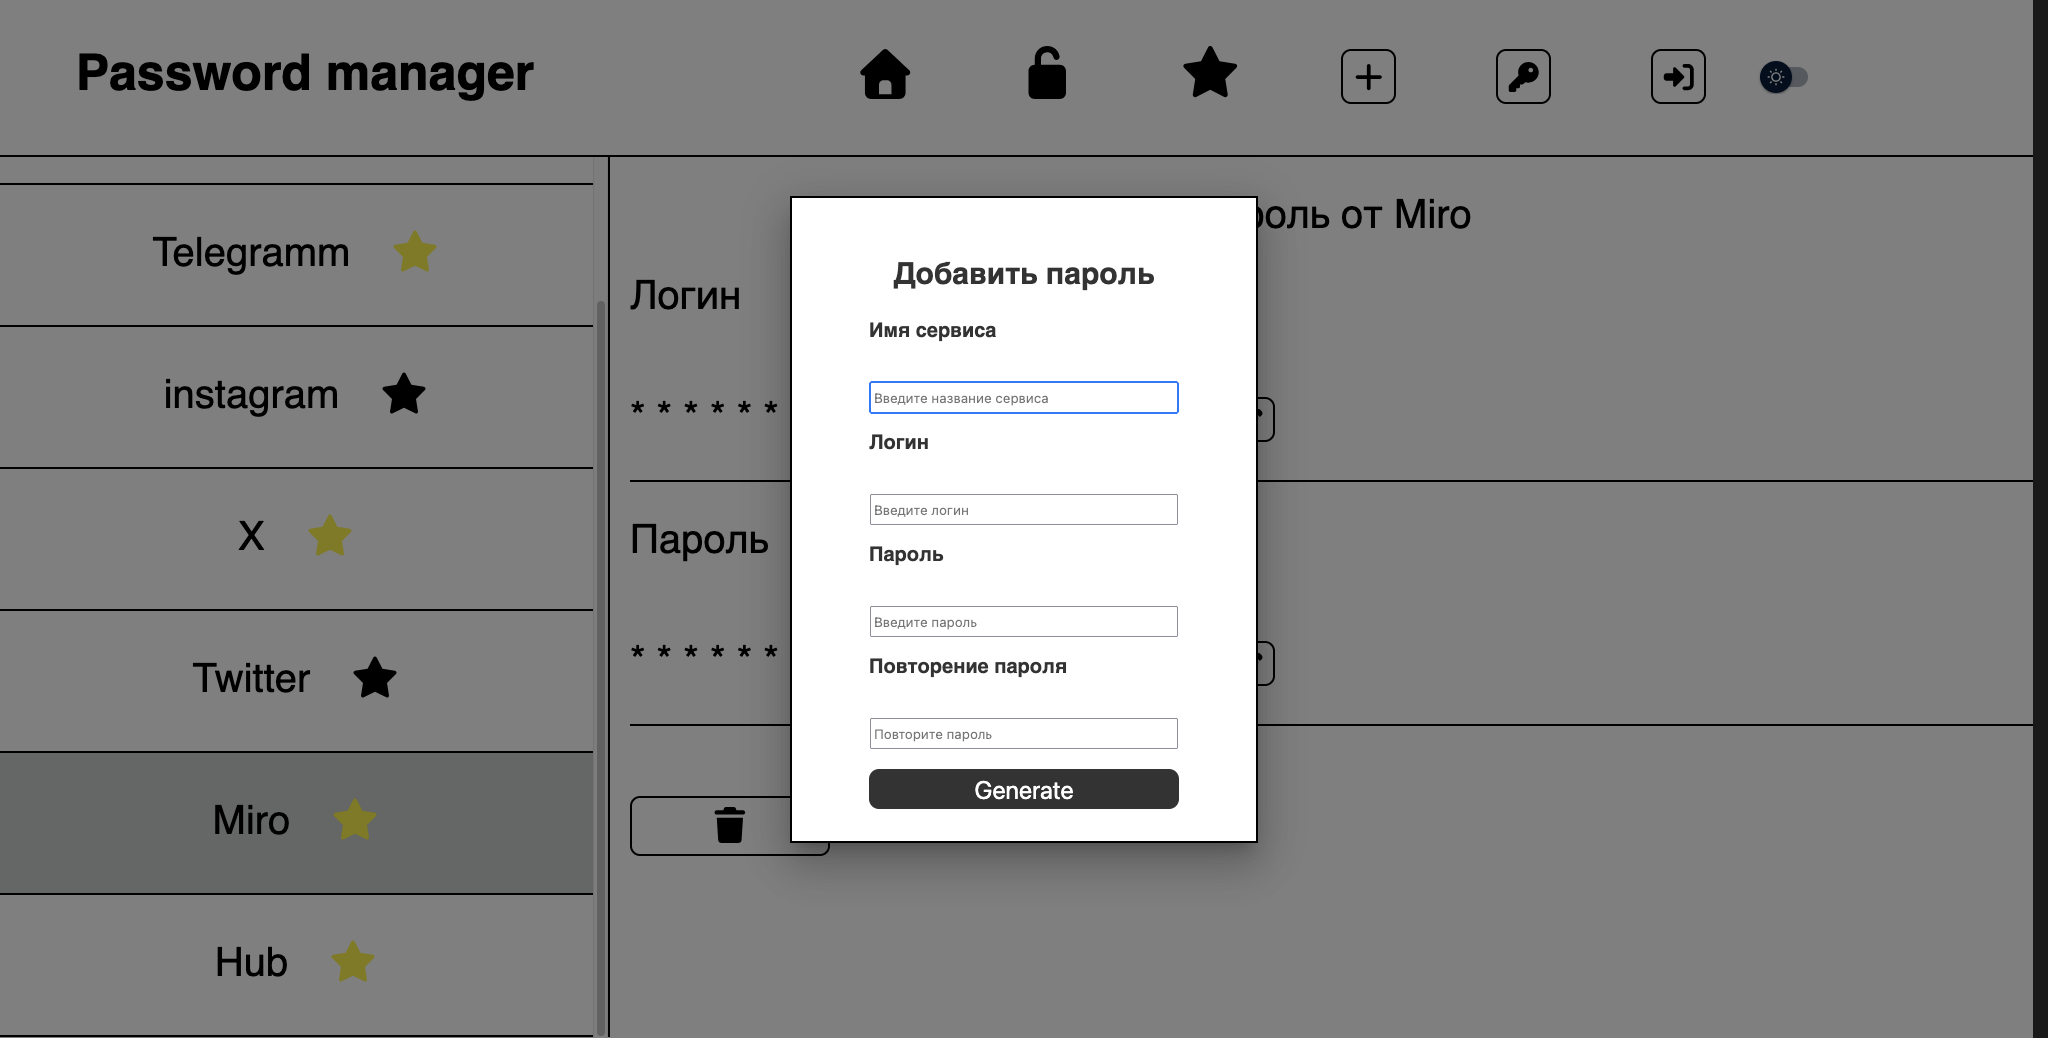 Password manager
Telegramm
instagram
X
Twitter
Miro
Hub
оль от Miro
Логин
* * * * * *
Пароль
* * * * * *
Добавить пароль
Имя сервиса
Введите название сервиса
Логин
Введите логин
Пароль
Введите пароль
Повторение пароля
Повторите пароль
Generate